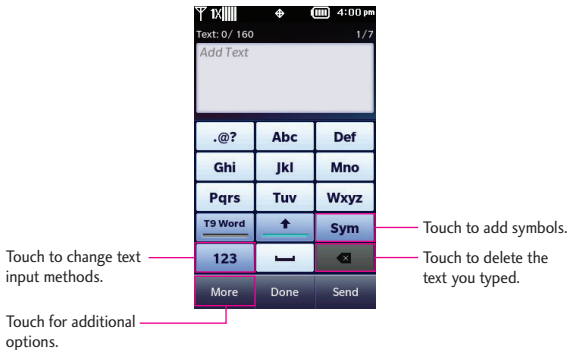 1X 4:00 pm
Text: 0/ 160 1/7
Add Text
.@? Abc Def
Ghi Jkl Mno
Pqrs Tuv Wxyz
T9 Word Sym
Touch to add symbols.
123
Touch to change text
input methods.
Touch to delete the
text you typed.
More Done Send
Touch for additional
options.